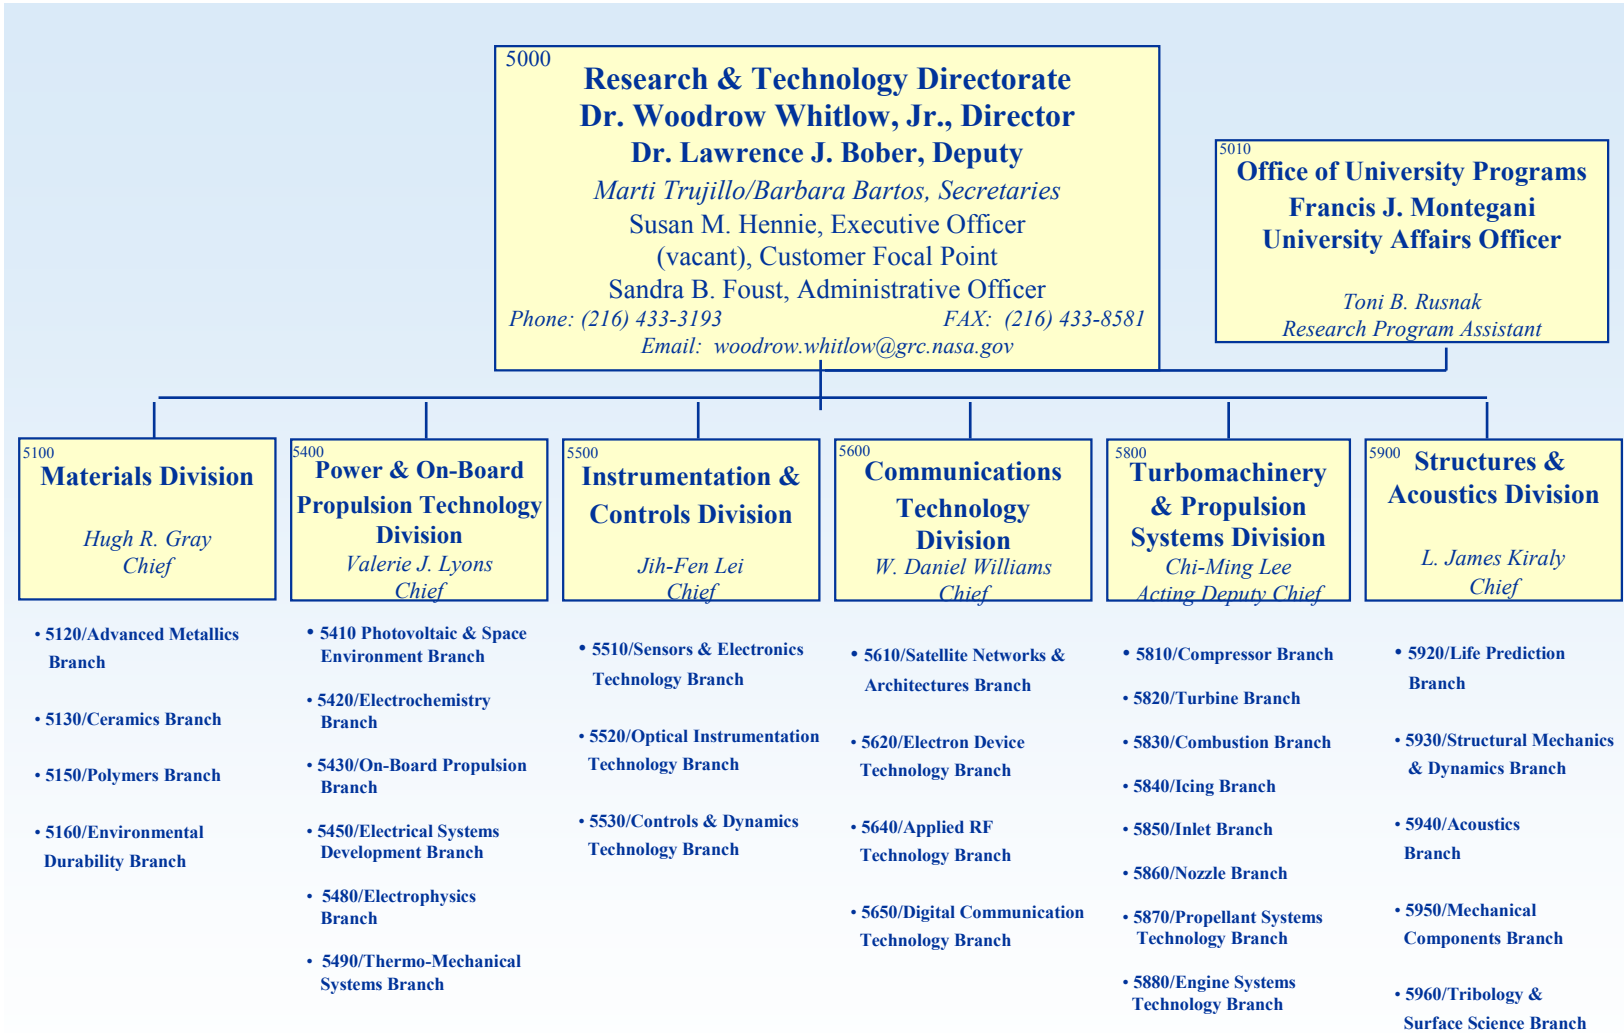 5000
Research & Technology Directorate
Dr. Woodrow Whitlow, Jr., Director
Dr. Lawrence J. Bober, Deputy
Marti Trujillo/Barbara Bartos, Secretaries
Susan M. Hennie, Executive Officer
(vacant), Customer Focal Point
Sandra B. Foust, Administrative Officer
Phone: (216) 433-3193 FAX: (216) 433-8581
Email: woodrow.whitlow@grc.nasa.gov
5010
Office of University Programs
Francis J. Montegani
University Affairs Officer
Toni B. Rusnak
Research Program Assistant
5100
Materials Division
Hugh R. Gray
Chief
• 5120/Advanced Metallics
Branch
• 5130/Ceramics Branch
• 5150/Polymers Branch
• 5160/Environmental
Durability Branch
5400
Power & On-Board
Propulsion Technology
Division
Valerie J. Lyons
Chief
• 5410 Photovoltaic & Space
Environment Branch
• 5420/Electrochemistry
Branch
• 5430/On-Board Propulsion
Branch
• 5450/Electrical Systems
Development Branch
• 5480/Electrophysics
Branch
• 5490/Thermo-Mechanical
Systems Branch
5500
Instrumentation &
Controls Division
Jih-Fen Lei
Chief
• 5510/Sensors & Electronics
Technology Branch
• 5520/Optical Instrumentation
Technology Branch
• 5530/Controls & Dynamics
Technology Branch
5600
Communications
Technology
Division
W. Daniel Williams
Chief
• 5610/Satellite Networks &
Architectures Branch
• 5620/Electron Device
Technology Branch
• 5640/Applied RF
Technology Branch
• 5650/Digital Communication
Technology Branch
5800
Turbomachinery
& Propulsion
Systems Division
Chi-Ming Lee
Acting Deputy Chief
• 5810/Compressor Branch
• 5820/Turbine Branch
• 5830/Combustion Branch
• 5840/Icing Branch
• 5850/Inlet Branch
• 5860/Nozzle Branch
• 5870/Propellant Systems
Technology Branch
• 5880/Engine Systems
Technology Branch
5900
Structures &
Acoustics Division
L. James Kiraly
Chief
• 5920/Life Prediction
Branch
• 5930/Structural Mechanics
& Dynamics Branch
• 5940/Acoustics
Branch
• 5950/Mechanical
Components Branch
• 5960/Tribology &
Surface Science Branch